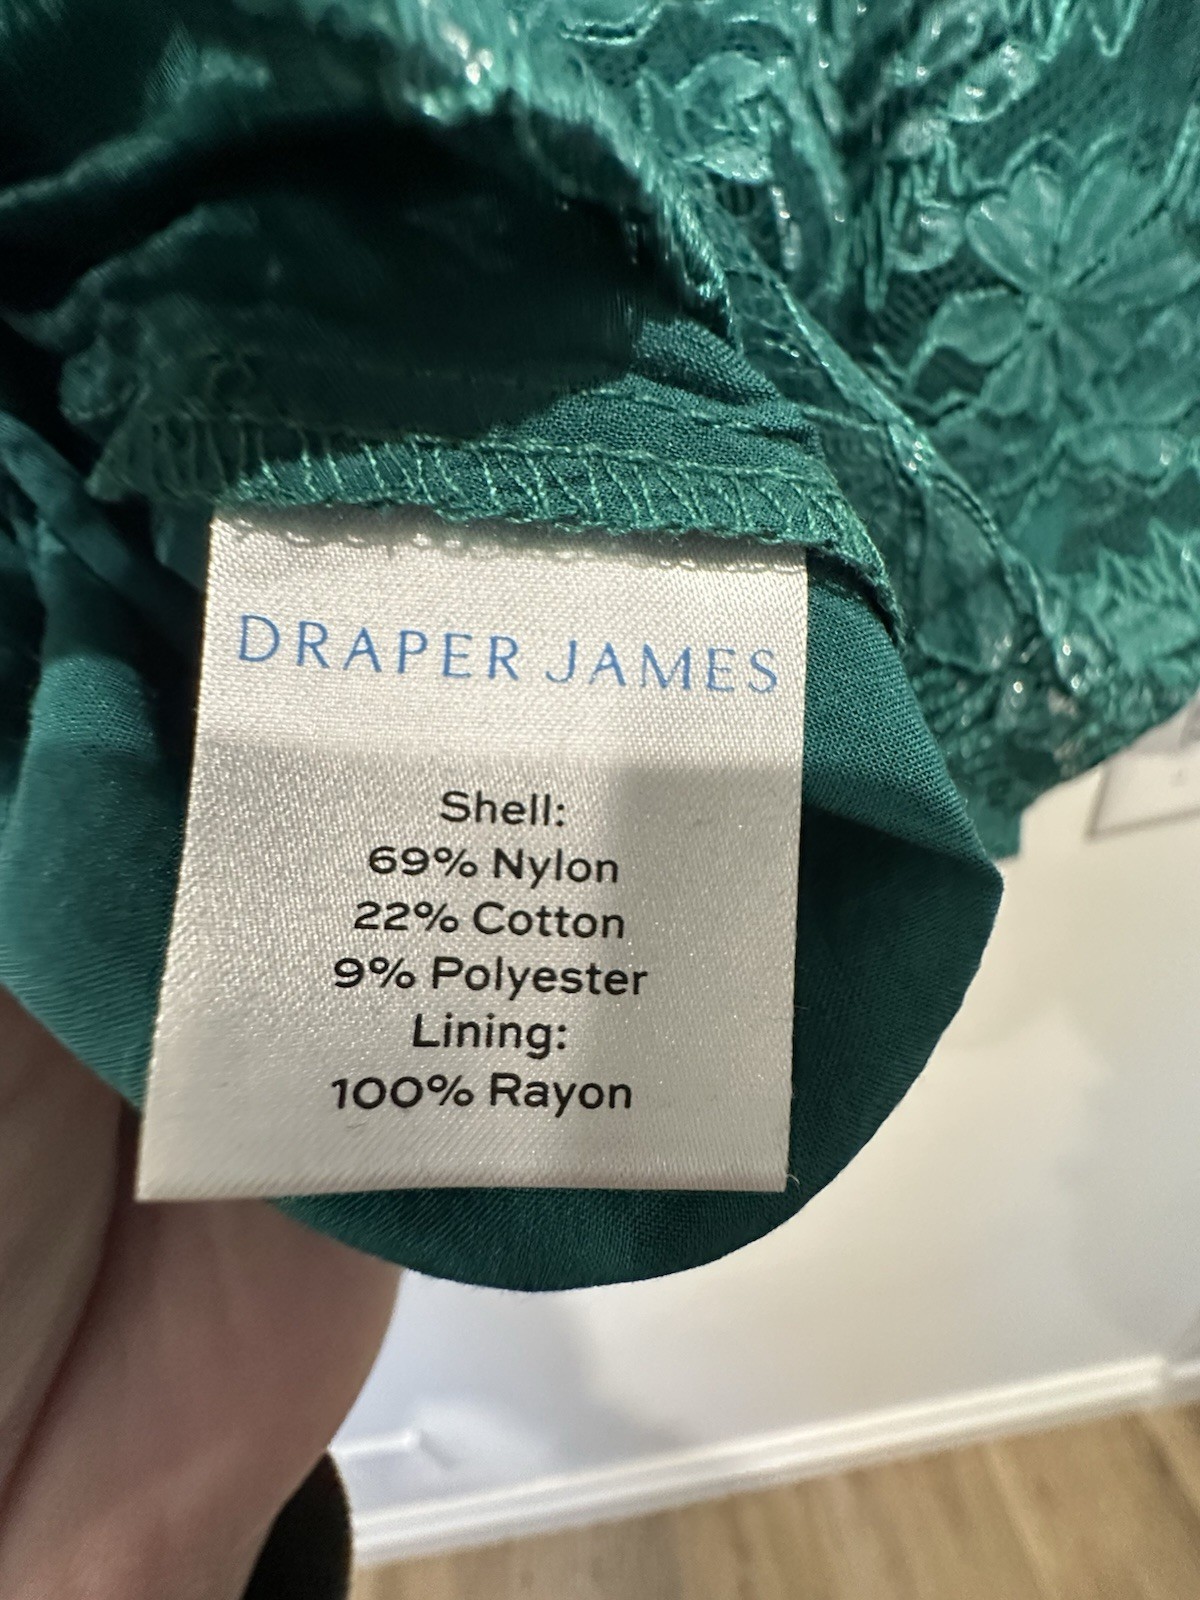 DRAPER JAMES
Shell:
69% Nylon
22% Cotton
9% Polyester
Lining:
100% Rayon